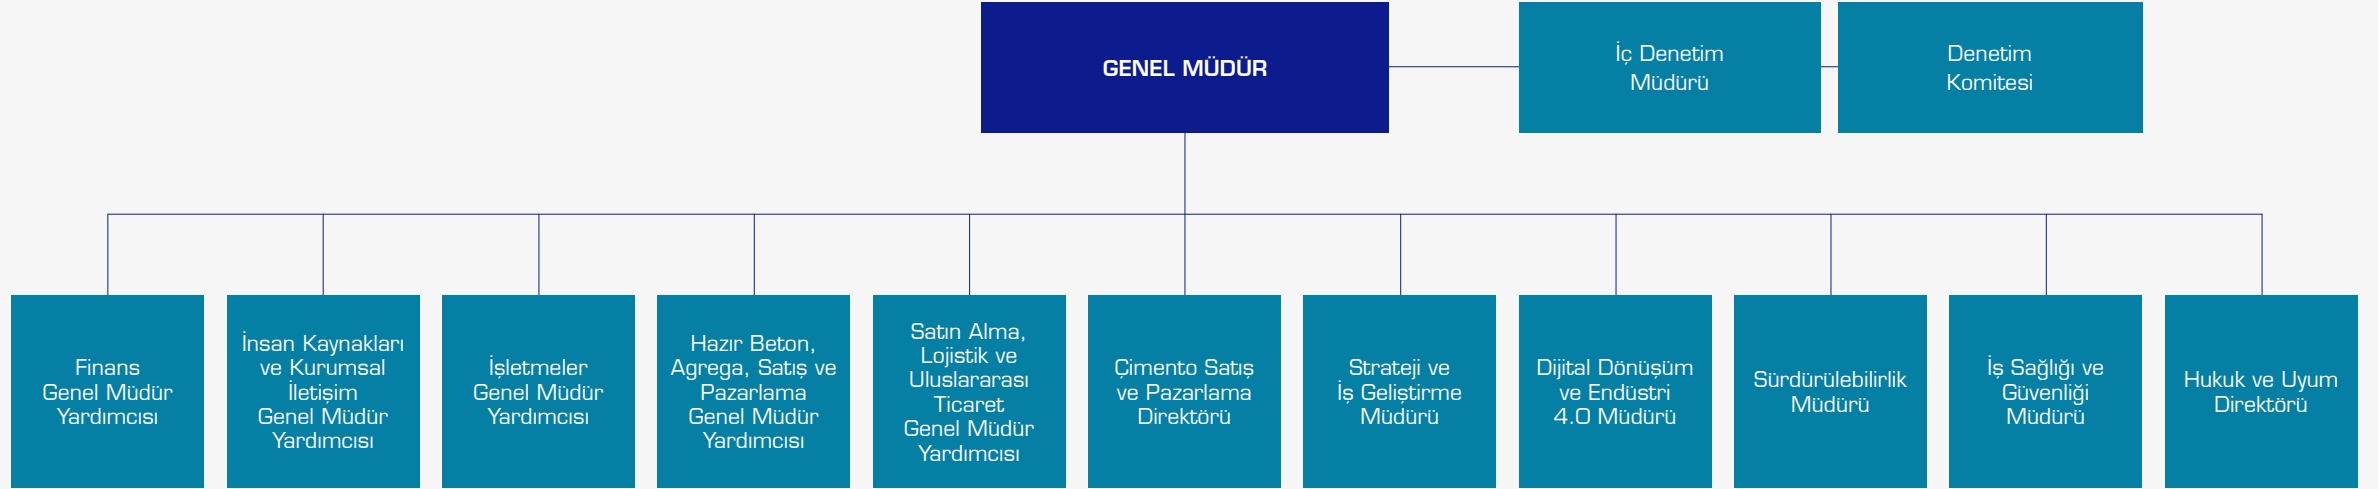 GENEL MÜDÜR
İç Denetim
Müdürü
Denetim
Komitesi
Finans
Genel Müdür
Yardımcısı
İnsan Kaynakları
ve Kurumsal
İletişim
Genel Müdür
Yardımcısı
İşletmeler
Genel Müdür
Yardımcısı
Hazır Beton,
Agrega, Satış ve
Pazarlama
Genel Müdür
Yardımcısı
Satın Alma,
Lojistik ve
Uluslararası
Ticaret
Genel Müdür
Yardımcısı
Çimento Satış
ve Pazarlama
Direktörü
Strateji ve
İş Geliştirme
Müdürü
Dijital Dönüşüm
ve Endüstri
4.0 Müdürü
Sürdürülebilirlik
Müdürü
İş Sağlığı ve
Güvenliği
Müdürü
Hukuk ve Uyum
Direktörü